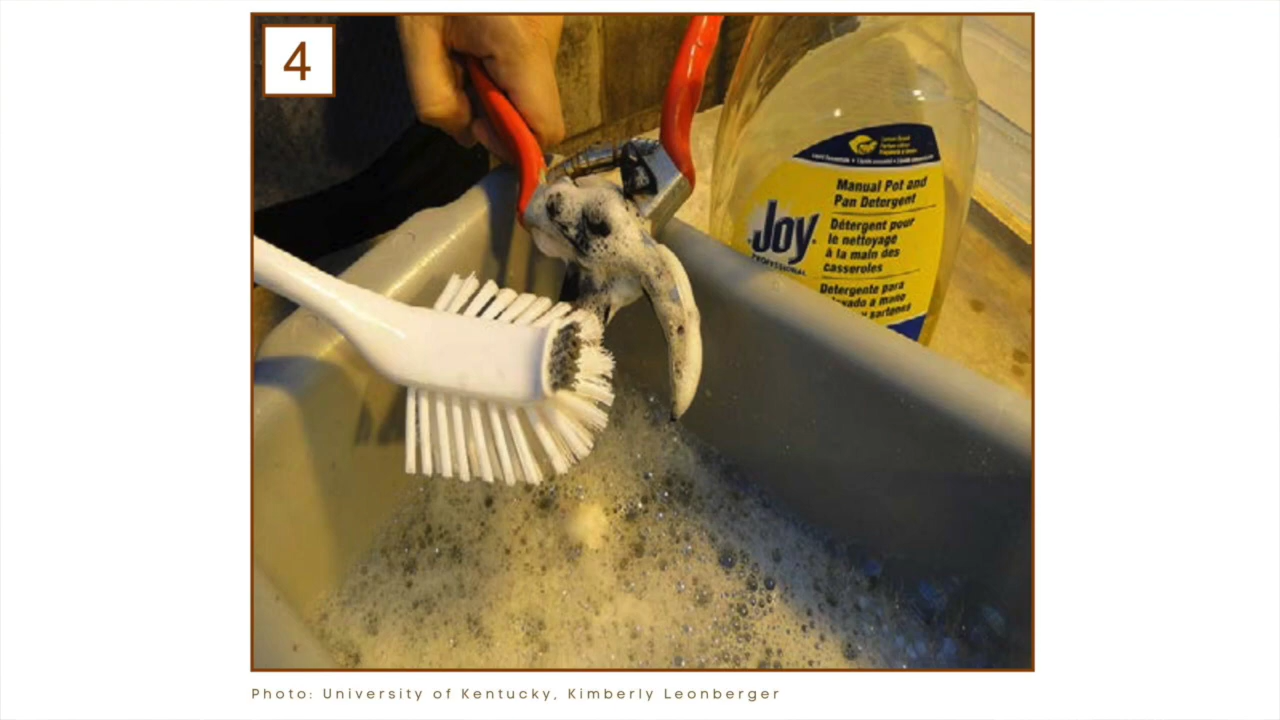 4
Manual Pot and
Pan Detergent
Joy
PROFESSIONAL
Détergent pour
le nettoyage
à la main des
casseroles
Detergente para
Photo: University of Kentucky, Kimberly Leonberger